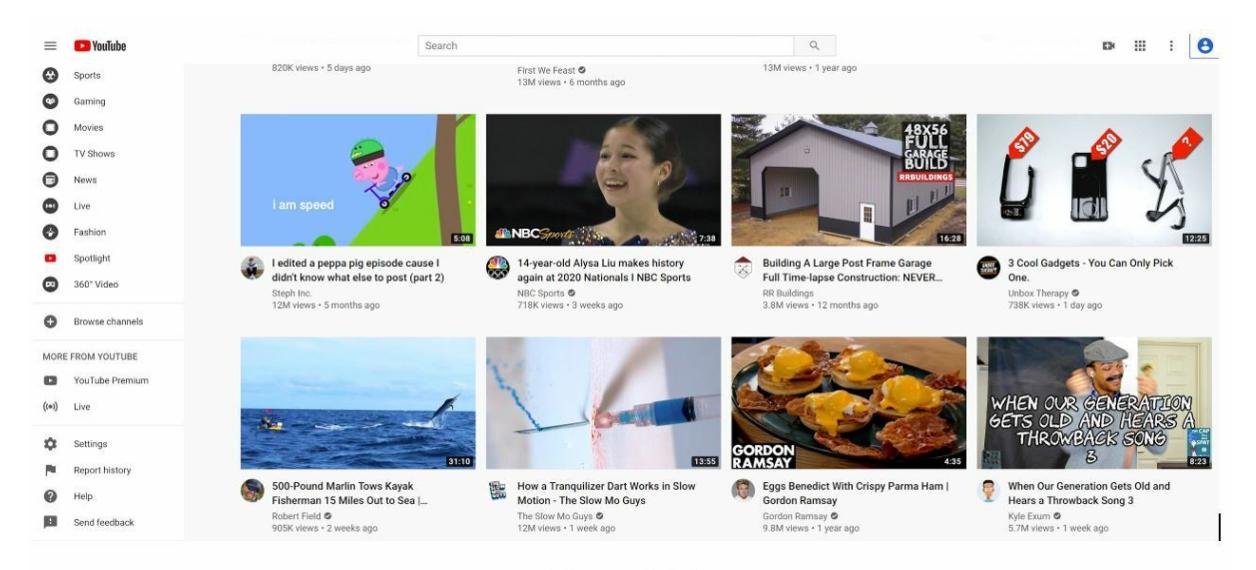 YouTube
Search
Sports
Gaming
Movies
TV Shows
News
Live
Fashion
Spotlight
360° Video
Browse channels
MORE FROM YOUTUBE
YouTube Premium
Live
Settings
Report history
Help
Send feedback
820K views • 5 days ago
First We Feast
13M views • 6 months ago
13M views • 1 year ago
i am speed
5:08
NBC Sports
7:38
48X56
FULL
GARAGE
BUILD
RRBUILDINGS
16:28
$79
$20
?
12:25
I edited a peppa pig episode cause I
didn't know what else to post (part 2)
Steph Inc.
12M views • 5 months ago
14-year-old Alysa Liu makes history
again at 2020 Nationals I NBC Sports
NBC Sports
718K views • 3 weeks ago
Building A Large Post Frame Garage
Full Time-lapse Construction: NEVER...
RR Buildings
3.8M views • 12 months ago
3 Cool Gadgets - You Can Only Pick
One.
Unbox Therapy
738K views • 1 day ago
31:10
13:55
GORDON
RAMSAY
4:35
WHEN OUR GENERATION
GETS OLD AND HEARS A
THROWBACK SONG
3
8:23
500-Pound Marlin Tows Kayak
Fisherman 15 Miles Out to Sea |...
Robert Field
905K views • 2 weeks ago
How a Tranquilizer Dart Works in Slow
Motion - The Slow Mo Guys
The Slow Mo Guys
12M views • 1 week ago
Eggs Benedict With Crispy Parma Ham |
Gordon Ramsay
Gordon Ramsay
9.8M views • 1 year ago
When Our Generation Gets Old and
Hears a Throwback Song 3
Kyle Exum
5.7M views • 1 week ago